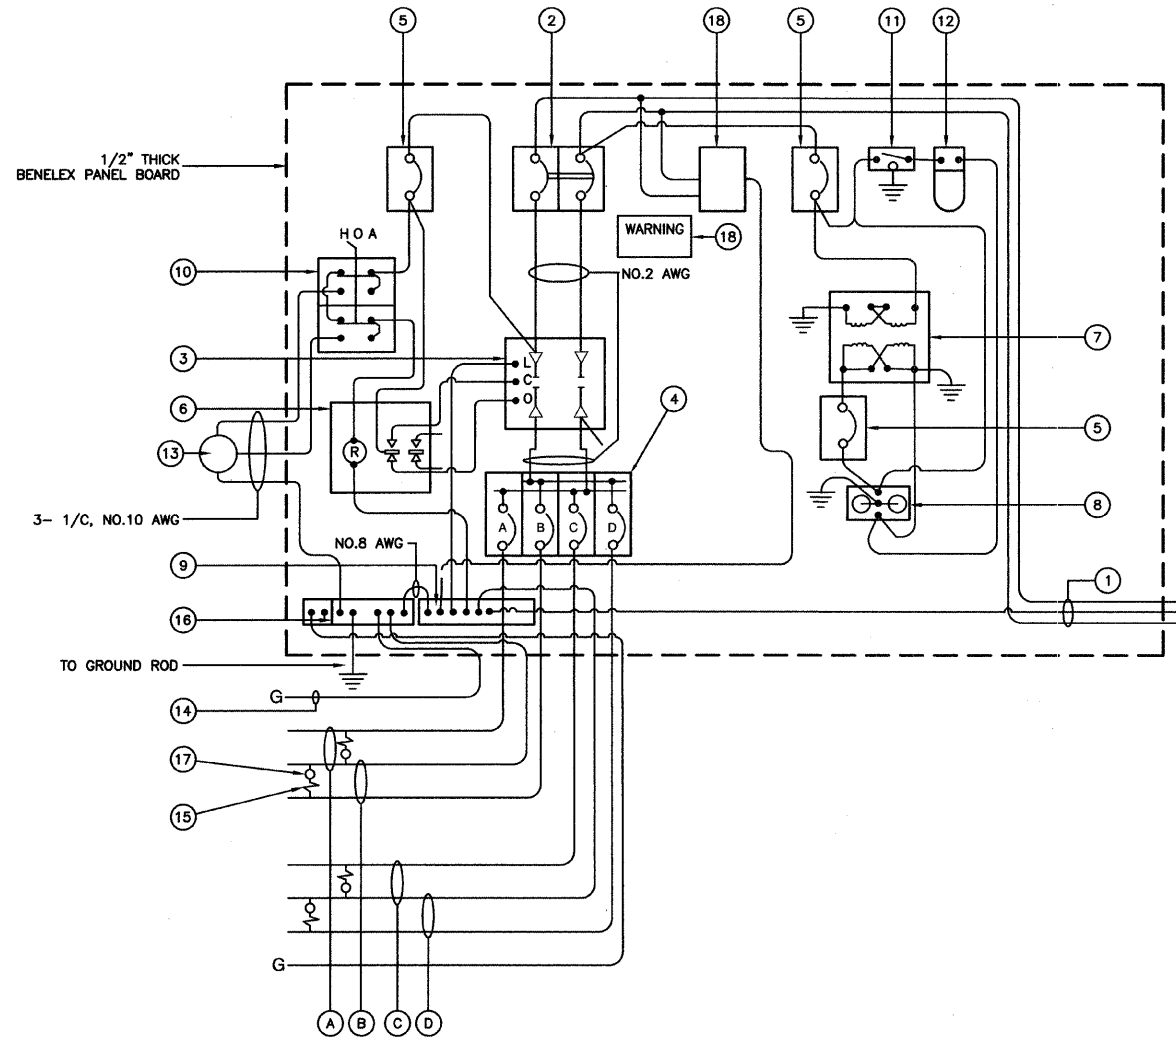 5
2
18
5
11
12
1/2" THICK
BENELEX PANEL BOARD
H O A
WARNING
18
10
NO.2 AWG
3
L
C
O
7
6
4
13
R
5
A
B
C
D
8
3- 1/C, NO.10 AWG
NO.8 AWG
9
1
16
TO GROUND ROD
G
14
17
15
G
A
B
C
D